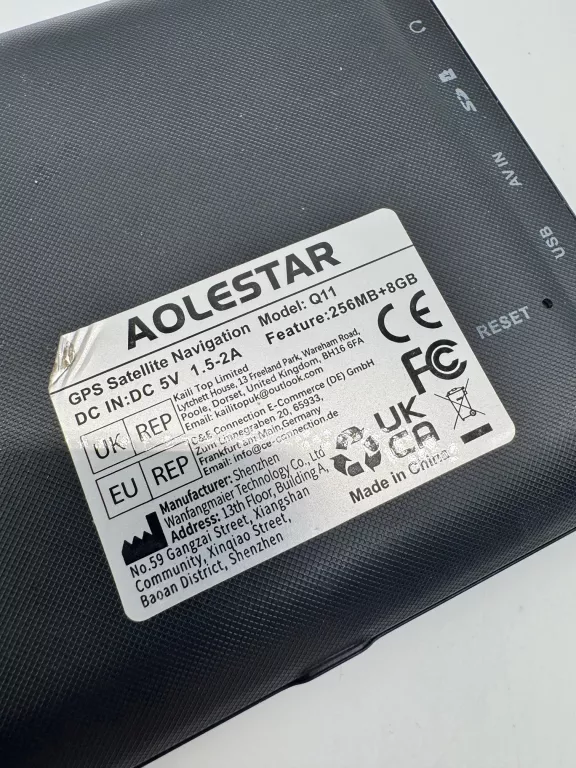 AV IN
USB
RESET
AOLESTAR
GPS Satellite Navigation Model: Q11
DC IN:DC 5V 1.5-2A Feature:256MB+8GB
UK REP
Kaili Top Limited
Lytchett House, 13 Freeland Park, Wareham Road,
Poole, Dorset, United Kingdom, BH16 6FA
Email: kailitopuk@outlook.com
EU REP
C&E Connection E-Commerce (DE) GmbH
Zum Linnegraben 20, 65933,
Frankfurt am Main, Germany
Email: info@ce-connection.de
Manufacturer: Shenzhen
Wanfangmaier Technology Co., Ltd
Address: 13th Floor, Building A,
No.59 Gangzai Street, Xiangshan
Community, Xinqiao Street,
Baoan District, Shenzhen
CE
FC
UK
CA
Made in China